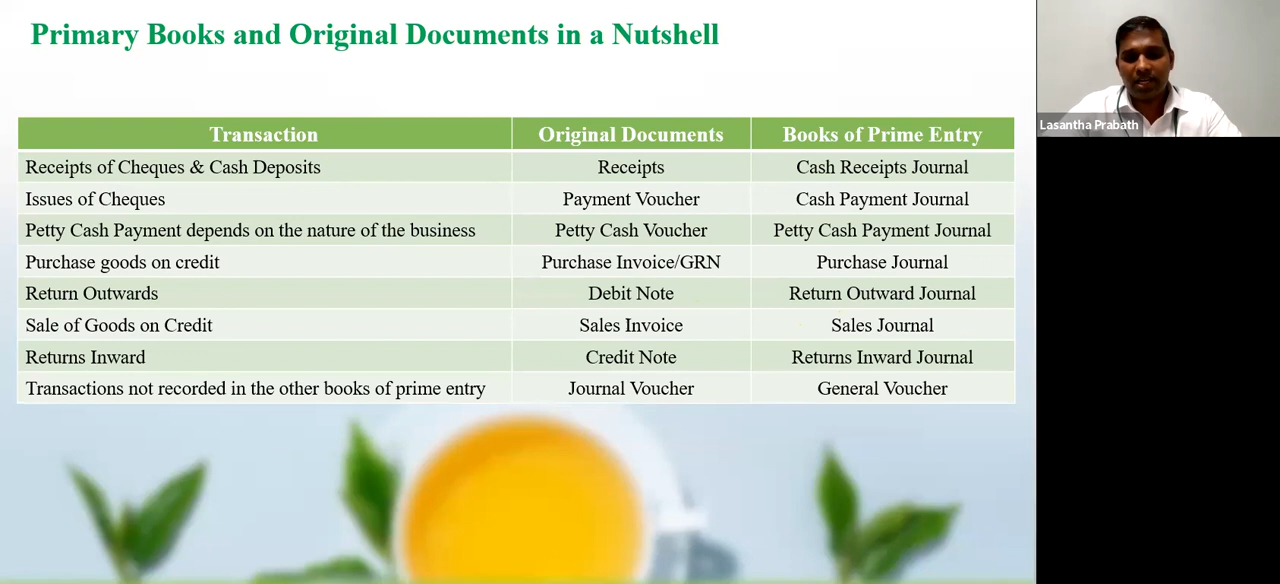 Primary Books and Original Documents in a Nutshell
Lasantha Prabath
Transaction Original Documents Books of Prime Entry
Receipts of Cheques & Cash Deposits Receipts Cash Receipts Journal
Issues of Cheques Payment Voucher Cash Payment Journal
Petty Cash Payment depends on the nature of the business Petty Cash Voucher Petty Cash Payment Journal
Purchase goods on credit Purchase Invoice/GRN Purchase Journal
Return Outwards Debit Note Return Outward Journal
Sale of Goods on Credit Sales Invoice Sales Journal
Returns Inward Credit Note Returns Inward Journal
Transactions not recorded in the other books of prime entry Journal Voucher General Voucher